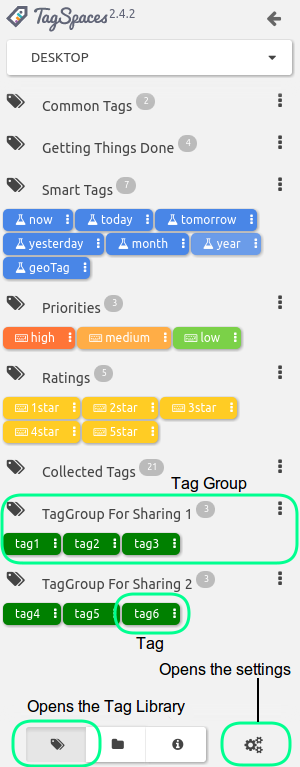 TagSpaces 2.4.2
DESKTOP
Common Tags 2
Getting Things Done 4
Smart Tags 7
now today tomorrow
yesterday month year
geoTag
Priorities 3
high medium low
Ratings 5
1star 2star 3star
4star 5star
Collected Tags 21
Tag Group
TagGroup For Sharing 1 3
tag1 tag2 tag3
TagGroup For Sharing 2 3
tag4 tag5 tag6
Tag
Opens the settings
Opens the Tag Library